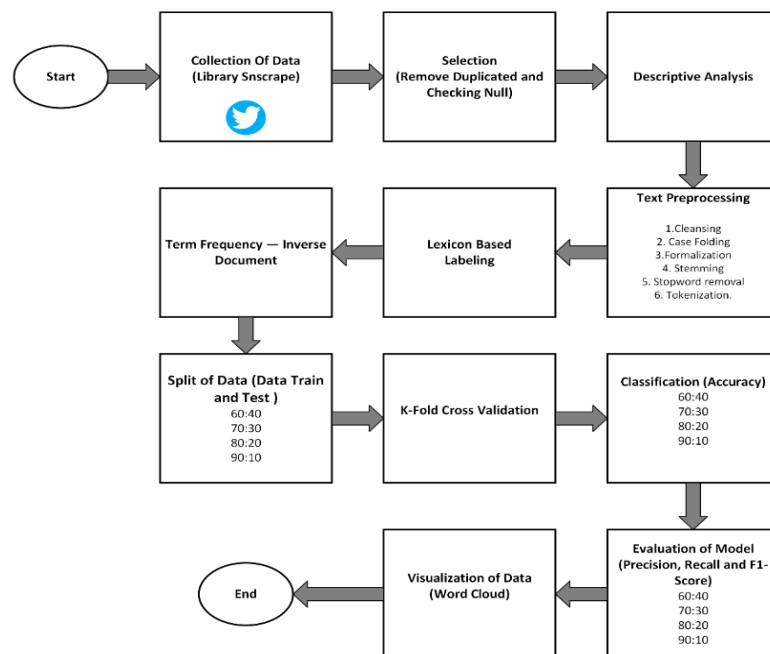 Start
Collection Of Data
(Library Snscrape)
Selection
(Remove Duplicated and
Checking Null)
Descriptive Analysis
Text Preprocessing
1.Cleansing
2. Case Folding
3.Formalization
4. Stemming
5. Stopword removal
6. Tokenization.
Lexicon Based
Labeling
Term Frequency — Inverse
Document
Split of Data (Data Train
and Test )
60:40
70:30
80:20
90:10
K-Fold Cross Validation
Classification (Accuracy)
60:40
70:30
80:20
90:10
Evaluation of Model
(Precision, Recall and F1-
Score)
60:40
70:30
80:20
90:10
Visualization of Data
(Word Cloud)
End